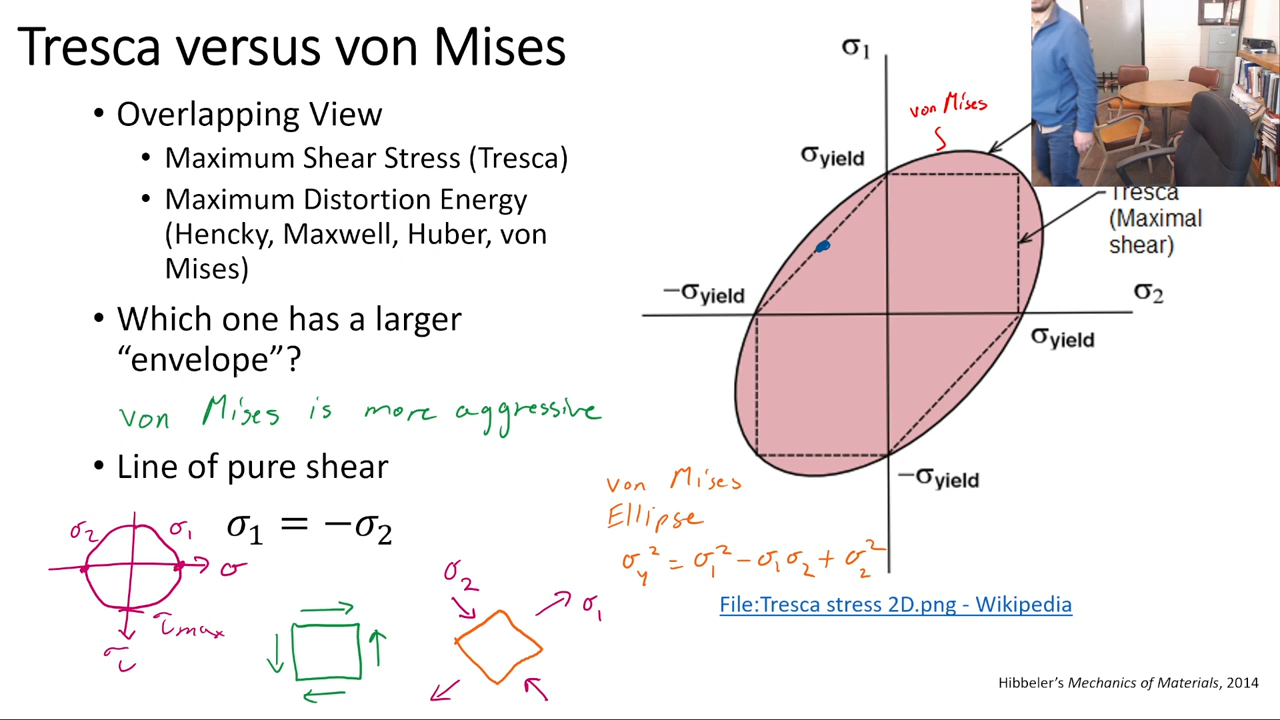 Tresca versus von Mises
• Overlapping View
• Maximum Shear Stress (Tresca)
• Maximum Distortion Energy
(Hencky, Maxwell, Huber, von
Mises)
• Which one has a larger
“envelope”?
von Mises is more aggressive
• Line of pure shear
σ₁ = −σ₂
σ₂
σ₁
σ
τmax
τ
σ₂
σ₁
σ₁
von Mises
σyield
Tresca
(Maximal
shear)
−σyield
σ₂
σyield
−σyield
von Mises
Ellipse
σy² = σ₁² − σ₁σ₂ + σ₂²
File:Tresca stress 2D.png - Wikipedia
Hibbeler’s Mechanics of Materials, 2014